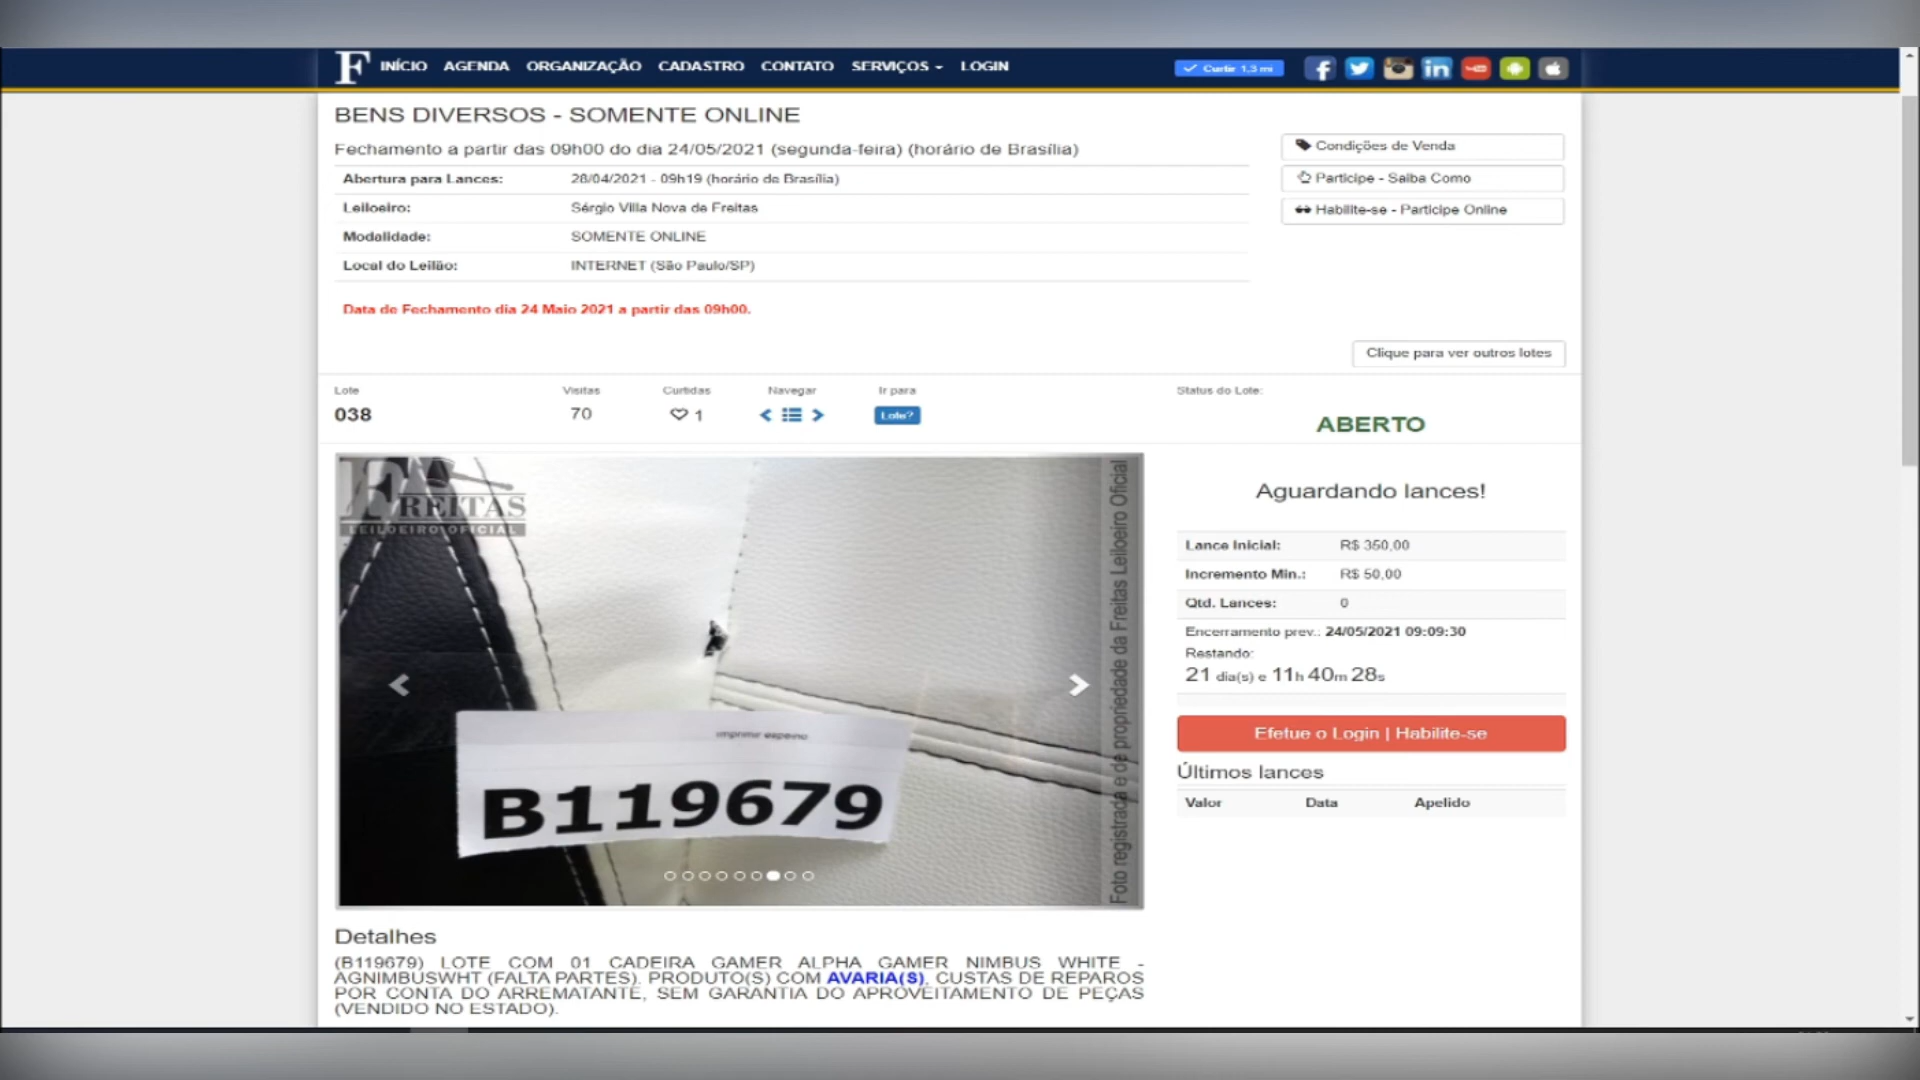 F INÍCIO AGENDA ORGANIZAÇÃO CADASTRO CONTATO SERVIÇOS LOGIN
Curtir 1,3 mi
BENS DIVERSOS - SOMENTE ONLINE
Fechamento a partir das 09h00 do dia 24/05/2021 (segunda-feira) (horário de Brasília)
Abertura para Lances: 28/04/2021 - 09h19 (horário de Brasília)
Leiloeiro: Sérgio Villa Nova de Freitas
Modalidade: SOMENTE ONLINE
Local do Leilão: INTERNET (São Paulo/SP)
Data de Fechamento dia 24 Maio 2021 a partir das 09h00.
Condições de Venda
Participe - Saiba Como
Habilite-se - Participe Online
Clique para ver outros lotes
Lote Visitas Curtidas Navegar Ir para
038 70 1 Lote?
Status do Lote:
ABERTO
FREITAS
LEILOEIRO OFICIAL
Foto registrada e de propriedade da Freitas Leiloeiro Oficial
imprimir espelho
B119679
Aguardando lances!
Lance Inicial: R$ 350,00
Incremento Min.: R$ 50,00
Qtd. Lances: 0
Encerramento prev.: 24/05/2021 09:09:30
Restando:
21 dia(s) e 11h 40m 28s
Efetue o Login | Habilite-se
Últimos lances
Valor Data Apelido
Detalhes
(B119679) LOTE COM 01 CADEIRA GAMER ALPHA GAMER NIMBUS WHITE -
AGNIMBUSWHT (FALTA PARTES). PRODUTO(S) COM AVARIA(S), CUSTAS DE REPAROS
POR CONTA DO ARREMATANTE, SEM GARANTIA DO APROVEITAMENTO DE PEÇAS
(VENDIDO NO ESTADO).